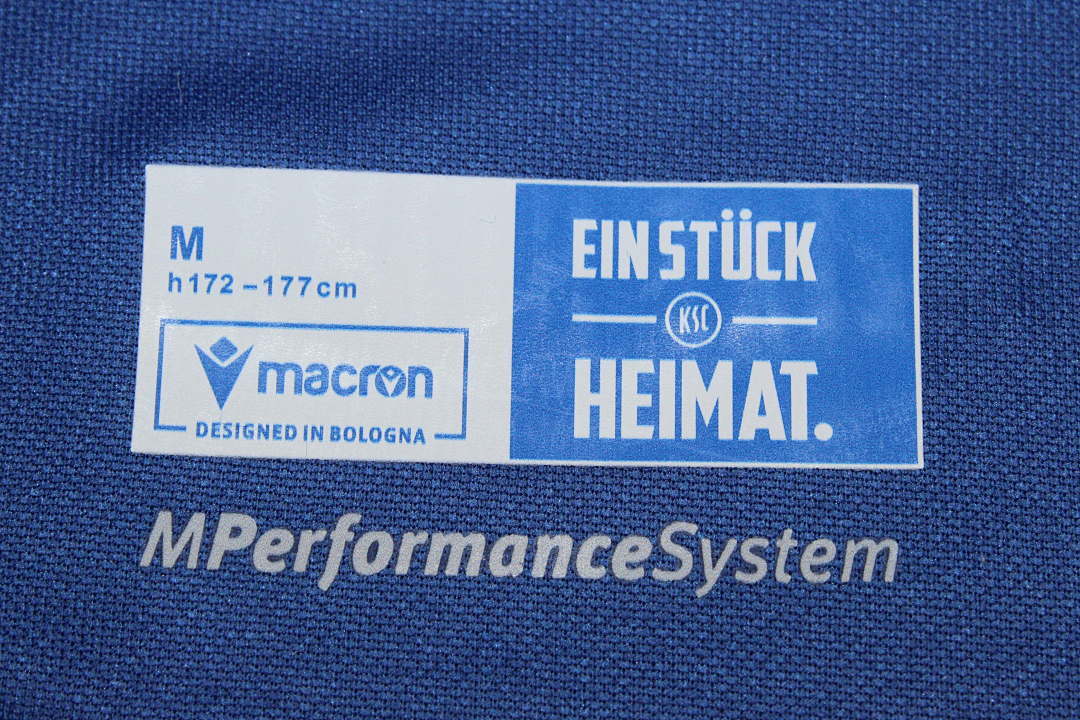 M
h172-177cm
macron
DESIGNED IN BOLOGNA
EIN STÜCK
KSC
HEIMAT.
MPerformanceSystem